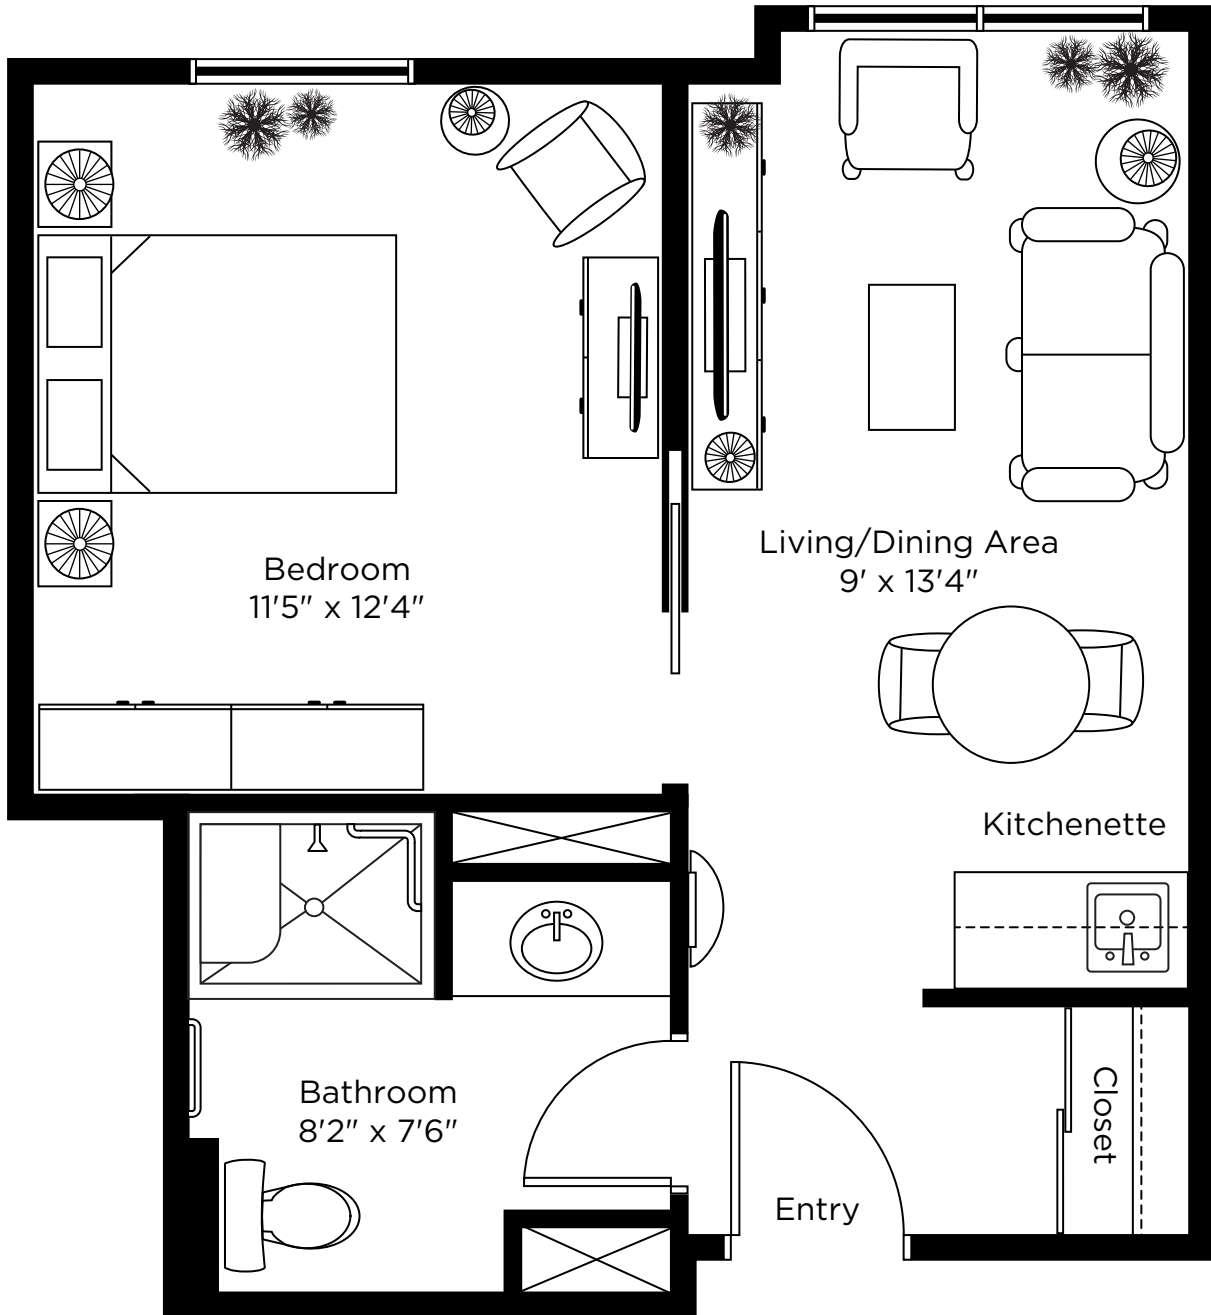 Living/Dining Area
9' x 13'4"
Bedroom
11'5" x 12'4"
Kitchenette
Bathroom
8'2" x 7'6"
Closet
Entry